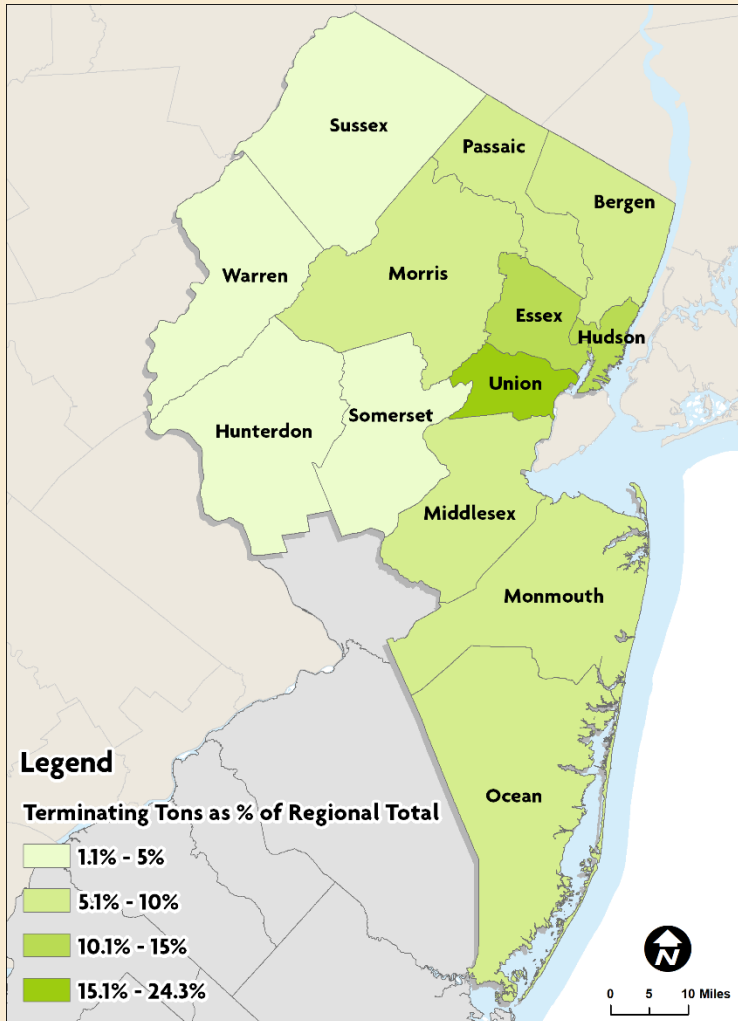 Sussex
Passaic
Bergen
Warren
Morris
Essex
Hudson
Union
Somerset
Hunterdon
Middlesex
Monmouth
Ocean
Legend
Terminating Tons as % of Regional Total
1.1% - 5%
5.1% - 10%
10.1% - 15%
15.1% - 24.3%
N
0 5 10 Miles